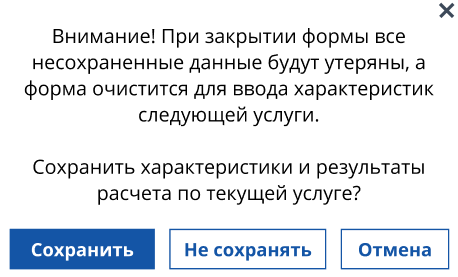 Внимание! При закрытии формы все
несохраненные данные будут утеряны, а
форма очистится для ввода характеристик
следующей услуги.
Сохранить характеристики и результаты
расчета по текущей услуге?
Сохранить
Не сохранять
Отмена